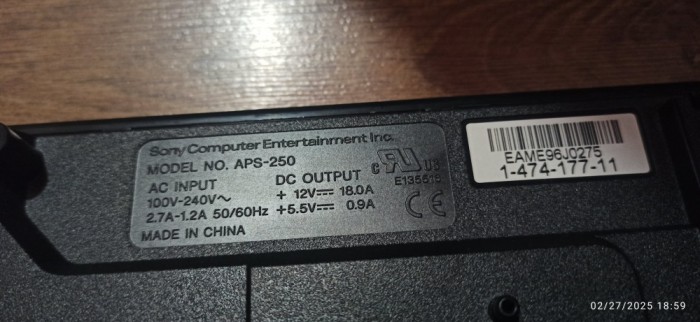 Sony Computer Entertainment Inc.
MODEL NO. APS-250
AC INPUT
100V-240V～
2.7A-1.2A 50/60Hz
DC OUTPUT
+ 12V⎓ 18.0A
+5.5V⎓ 0.9A
MADE IN CHINA
C UL US
E135515
CE
EAME96J0275
1-474-177-11
02/27/2025 18:59